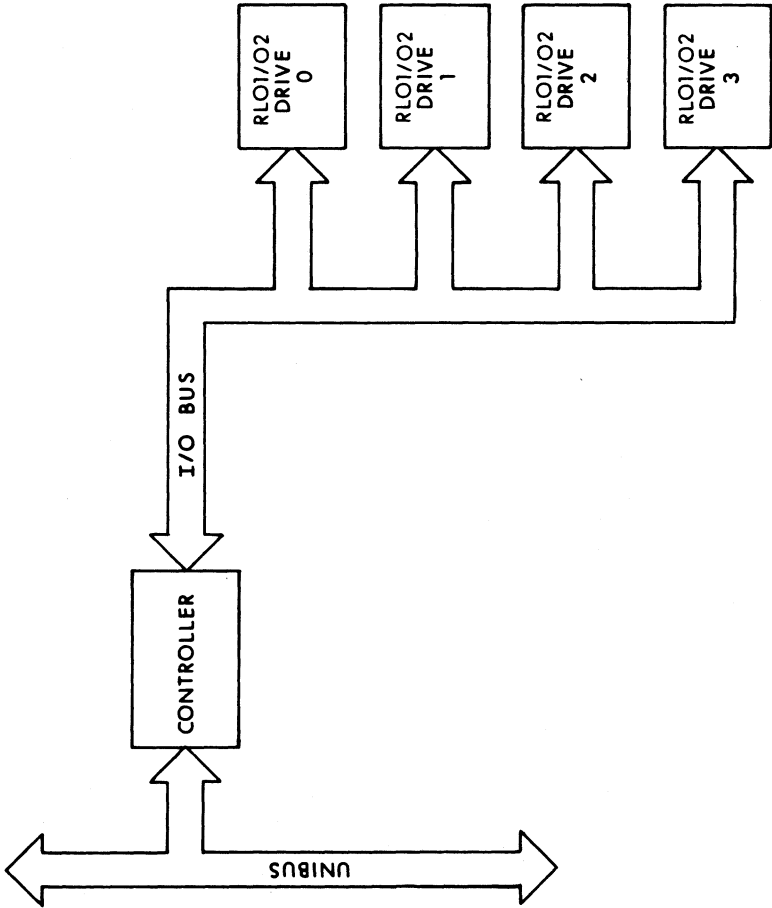 RL01/02
DRIVE
0
RL01/02
DRIVE
1
RL01/02
DRIVE
2
RL01/02
DRIVE
3
I/O BUS
CONTROLLER
UNIBUS